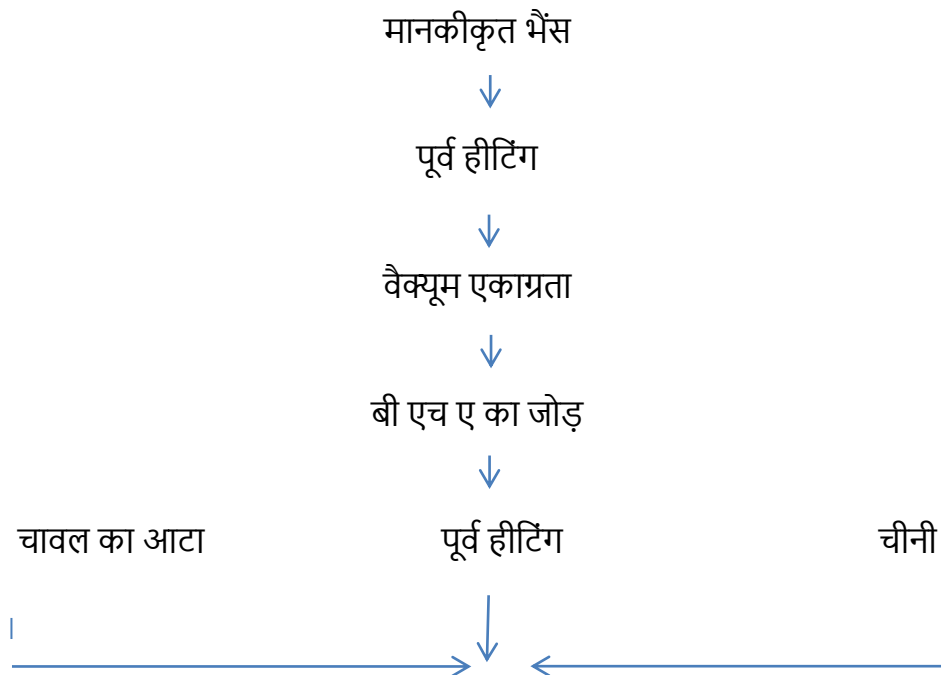 मानकीकृत भैंस
पूर्व हीटिंग
वैक्यूम एकाग्रता
बी एच ए का जोड़
चावल का आटा पूर्व हीटिंग चीनी